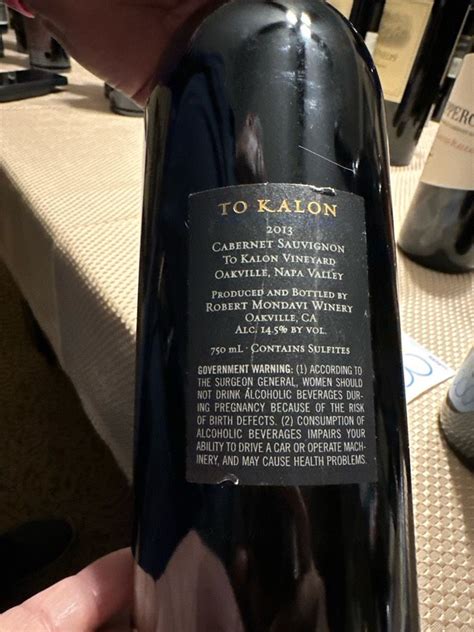 TO KALON
2013
CABERNET SAUVIGNON
TO KALON VINEYARD
OAKVILLE, NAPA VALLEY
PRODUCED AND BOTTLED BY
ROBERT MONDAVI WINERY
OAKVILLE, CA
ALC. 14.5% BY VOL.
750 mL · CONTAINS SULFITES
GOVERNMENT WARNING: (1) ACCORDING TO
THE SURGEON GENERAL, WOMEN SHOULD
NOT DRINK ALCOHOLIC BEVERAGES DUR-
ING PREGNANCY BECAUSE OF THE RISK
OF BIRTH DEFECTS. (2) CONSUMPTION OF
ALCOHOLIC BEVERAGES IMPAIRS YOUR
ABILITY TO DRIVE A CAR OR OPERATE MACH-
INERY, AND MAY CAUSE HEALTH PROBLEMS.